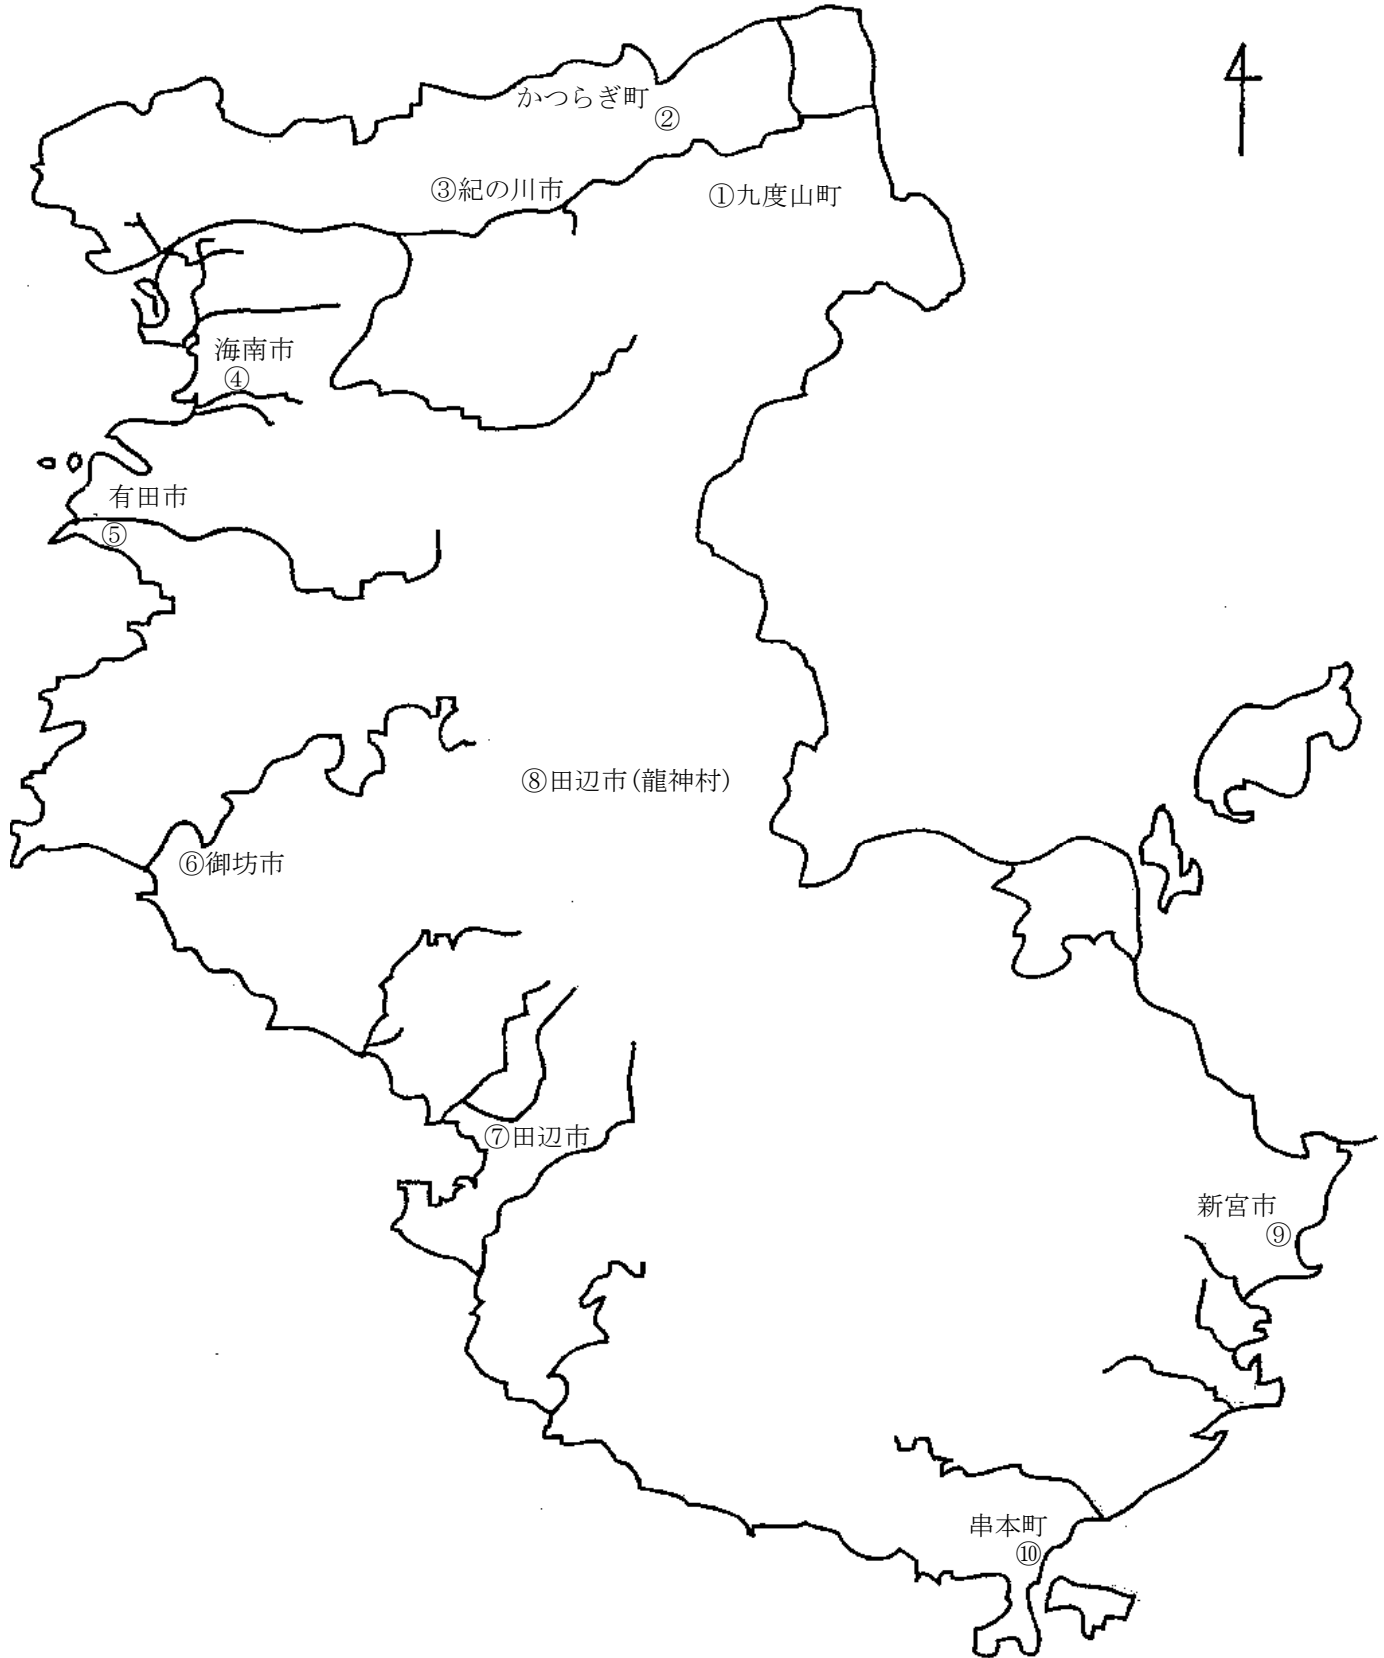 かつらぎ町
②
③紀の川市
①九度山町
海南市
④
有田市
⑤
⑧田辺市(龍神村)
⑥御坊市
⑦田辺市
新宮市
⑨
串本町
⑩